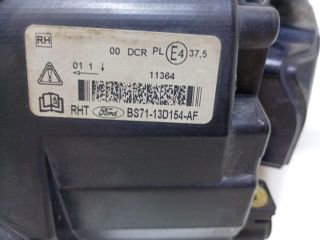 RH
00 DCR PL E4 37,5
01 1 ↓
11364
RHT Ford BS71-13D154-AF